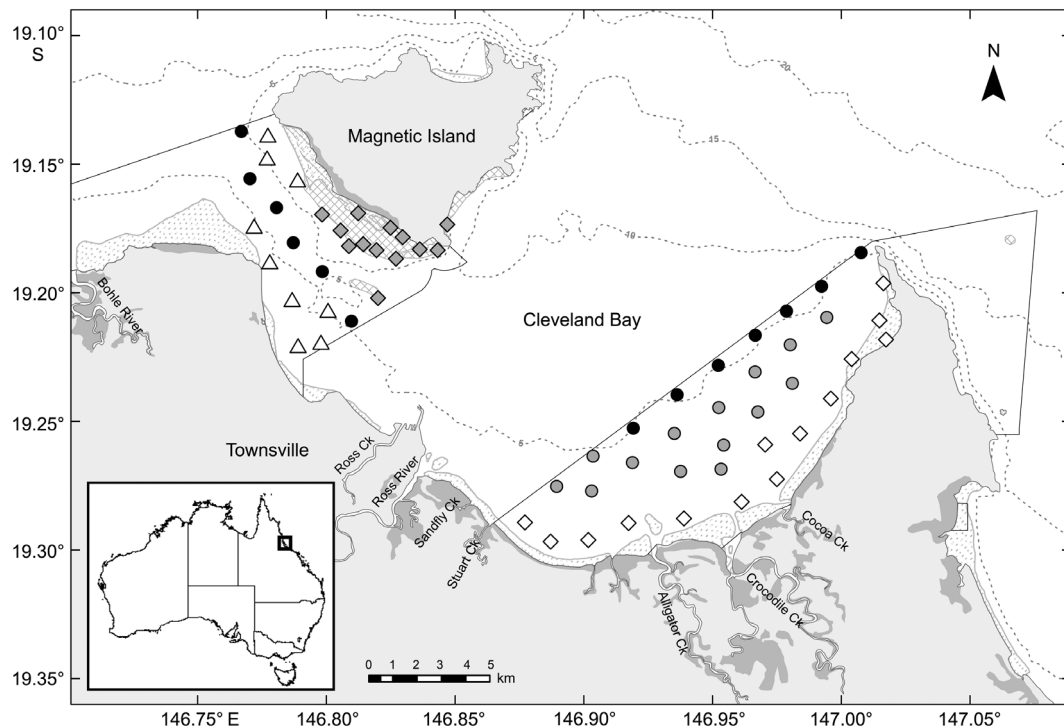 19.10°
S
19.15°
19.20°
19.25°
19.30°
19.35°
N
20
15
10
5
5
5
Magnetic Island
Cleveland Bay
Bohle River
Townsville
Ross Ck
Ross River
Sandfly Ck
Stuart Ck
Alligator Ck
Crocodile Ck
Cocoa Ck
0 1 2 3 4 5
km
146.75° E
146.80°
146.85°
146.90°
146.95°
147.00°
147.05°